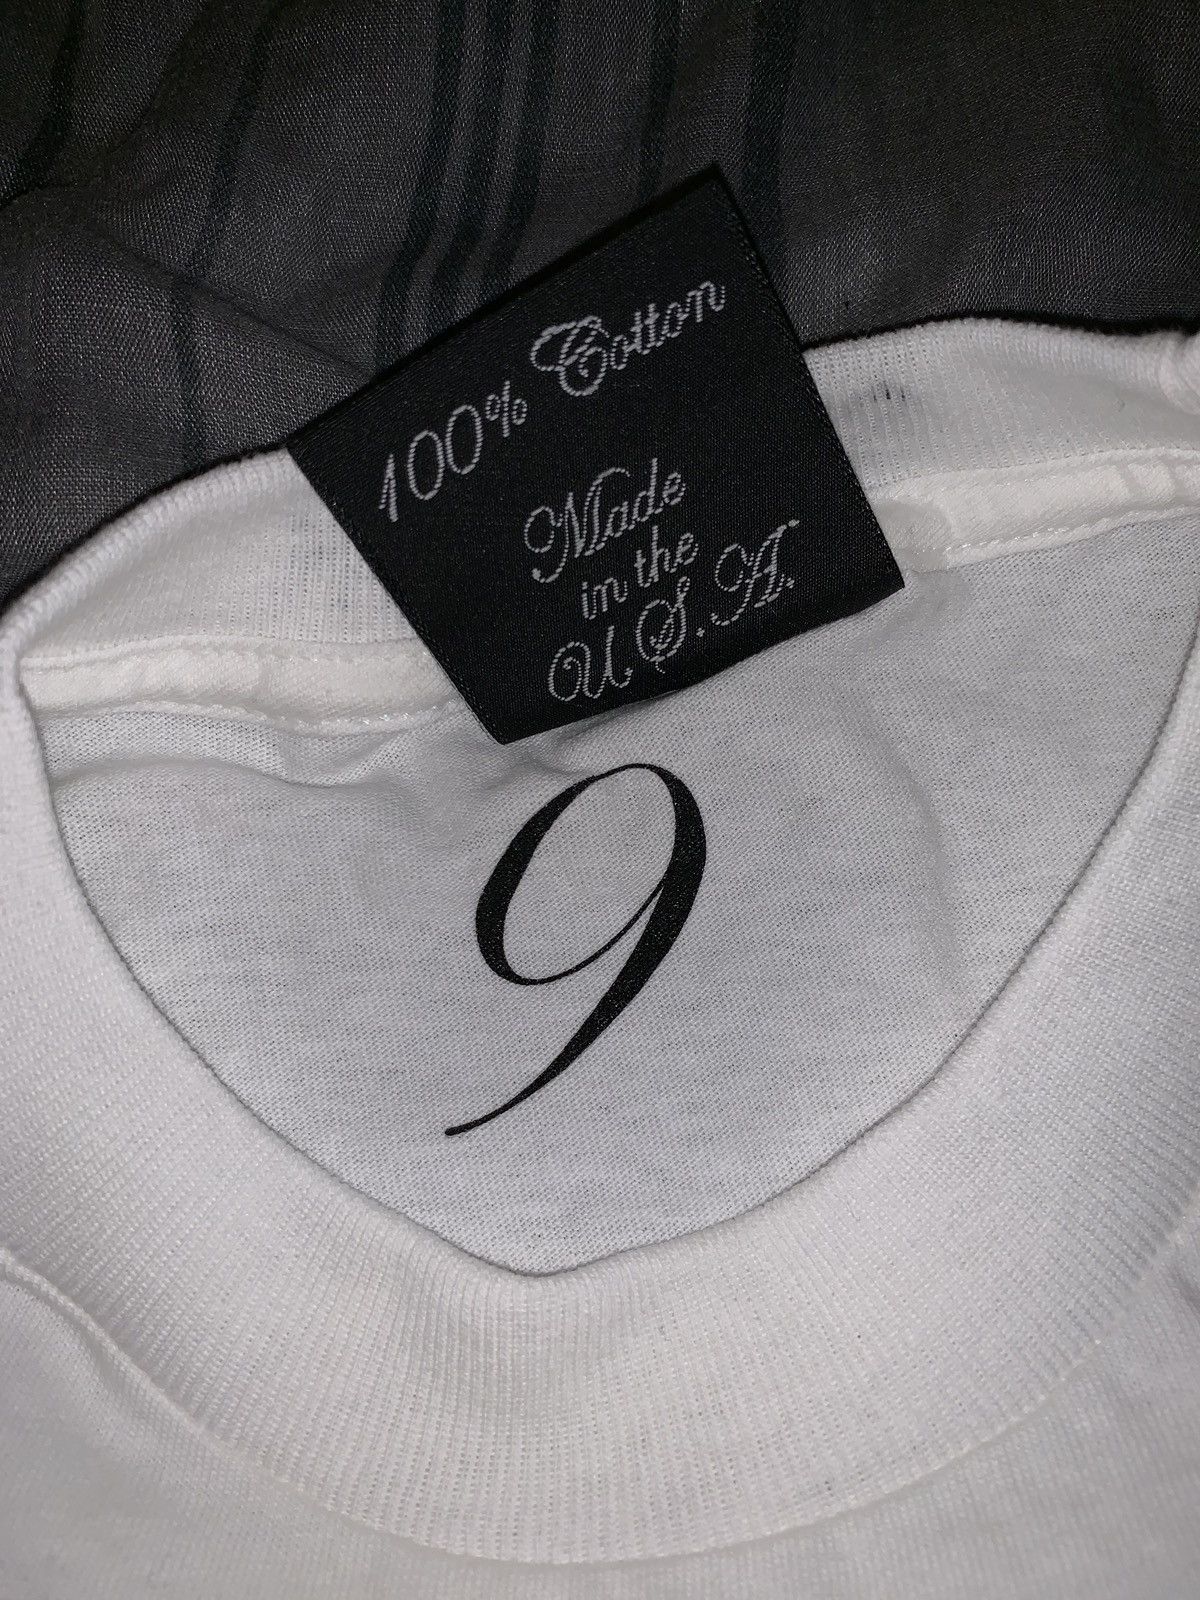 100% Cotton
Made
in the
U.S.A.
9